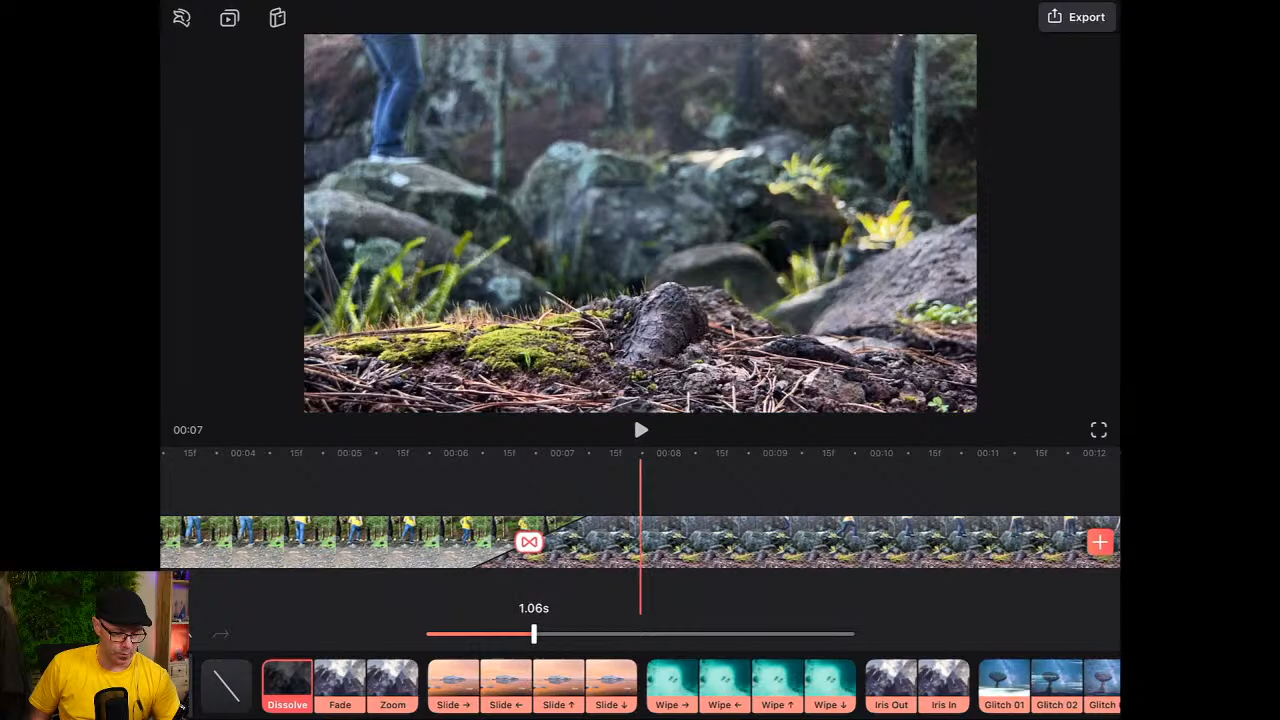 Export
00:07
15f 00:04 15f 00:05 15f 00:06 15f 00:07 15f 00:08 15f 00:09 15f 00:10 15f 00:11 15f 00:12
1.06s
Dissolve Fade Zoom Slide → Slide ← Slide ↑ Slide ↓ Wipe → Wipe ← Wipe ↑ Wipe ↓ Iris Out Iris In Glitch 01 Glitch 02 Glitch